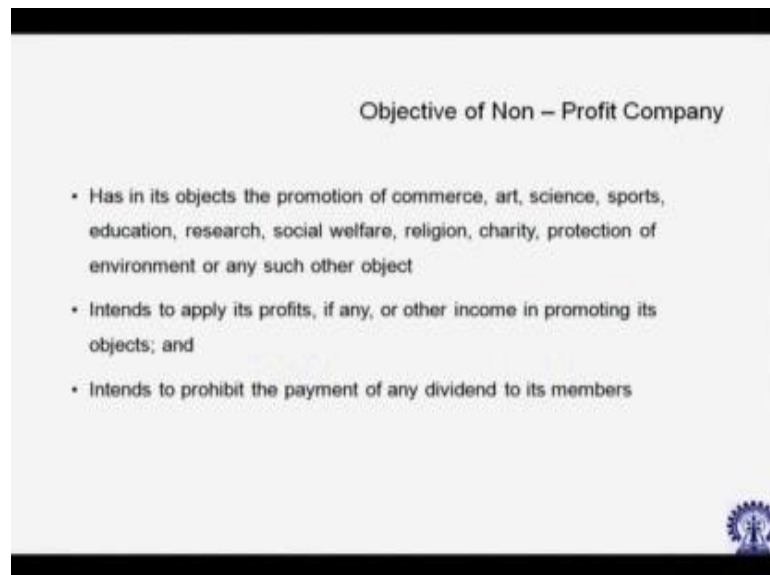 Objective of Non – Profit Company
• Has in its objects the promotion of commerce, art, science, sports,
education, research, social welfare, religion, charity, protection of
environment or any such other object
• Intends to apply its profits, if any, or other income in promoting its
objects; and
• Intends to prohibit the payment of any dividend to its members